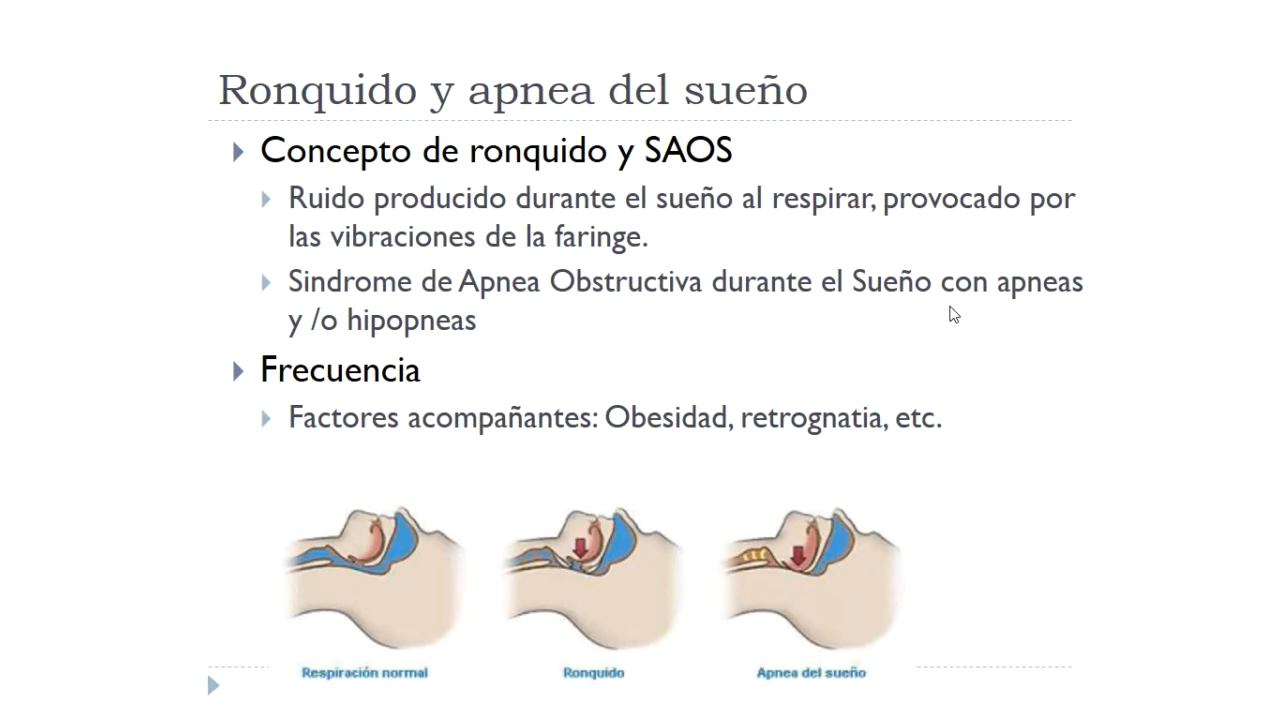 Ronquido y apnea del sueño
Concepto de ronquido y SAOS
Ruido producido durante el sueño al respirar, provocado por
las vibraciones de la faringe.
Sindrome de Apnea Obstructiva durante el Sueño con apneas
y /o hipopneas
Frecuencia
Factores acompañantes: Obesidad, retrognatia, etc.
Respiración normal
Ronquido
Apnea del sueño